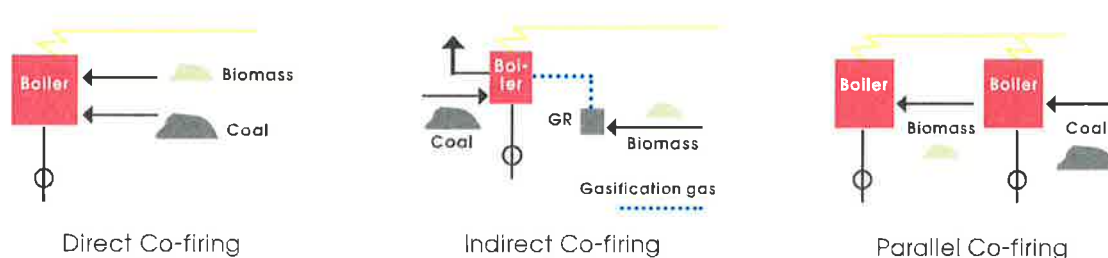 Boiler
Biomass
Coal
Direct Co-firing
Boi-
ler
Coal
GR
Biomass
Gasification gas
Indirect Co-firing
Boiler
Boiler
Biomass
Coal
Parallel Co-firing